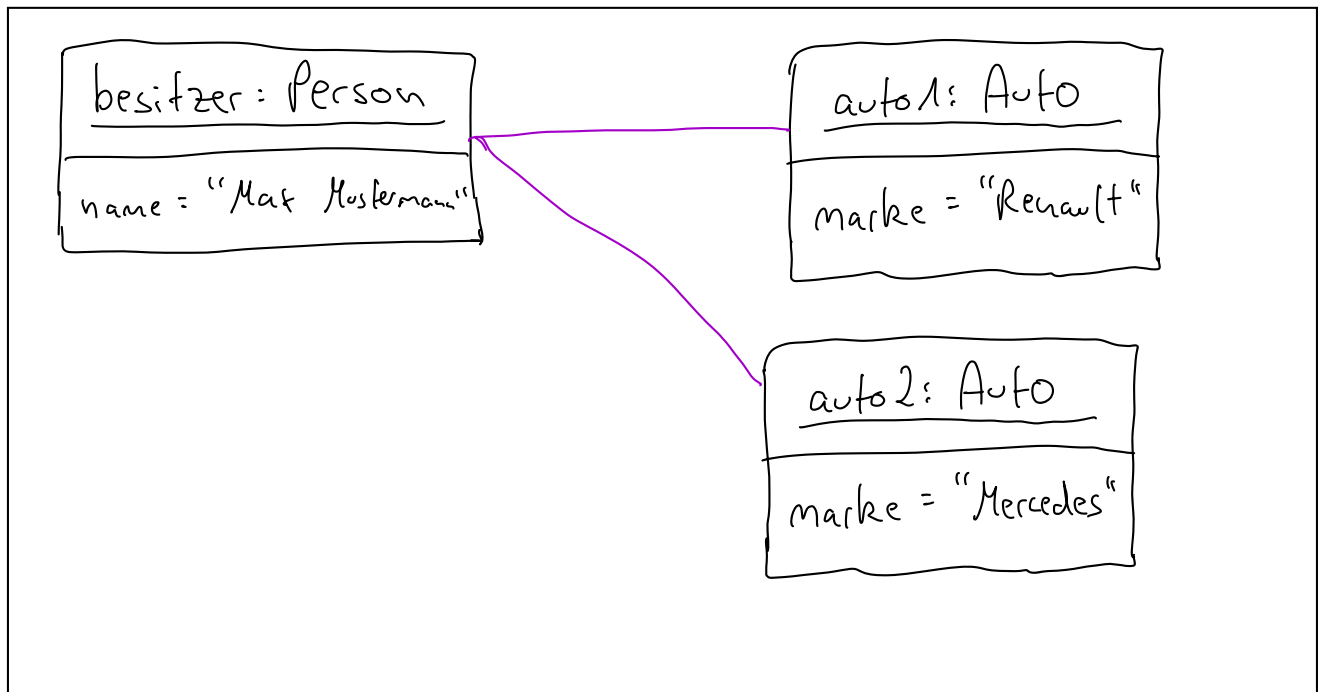 besitzer: Person
name = "Max Mustermann"
auto1: Auto
marke = "Renault"
auto2: Auto
marke = "Mercedes"